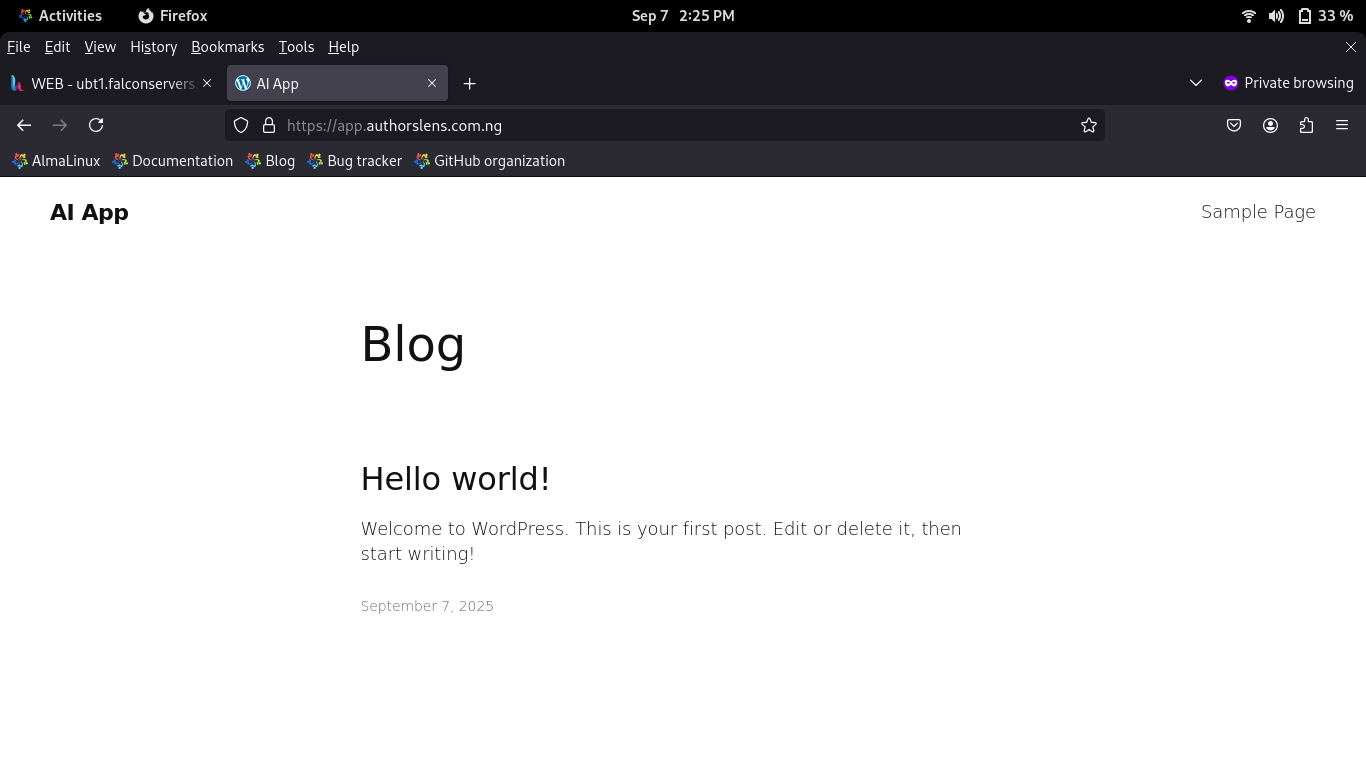 Activities Firefox Sep 7 2:25 PM 33 %
File Edit View History Bookmarks Tools Help
WEB - ubt1.falconservers. AI App Private browsing
https://app.authorslens.com.ng
AlmaLinux Documentation Blog Bug tracker GitHub organization
AI App Sample Page
Blog
Hello world!
Welcome to WordPress. This is your first post. Edit or delete it, then
start writing!
September 7, 2025